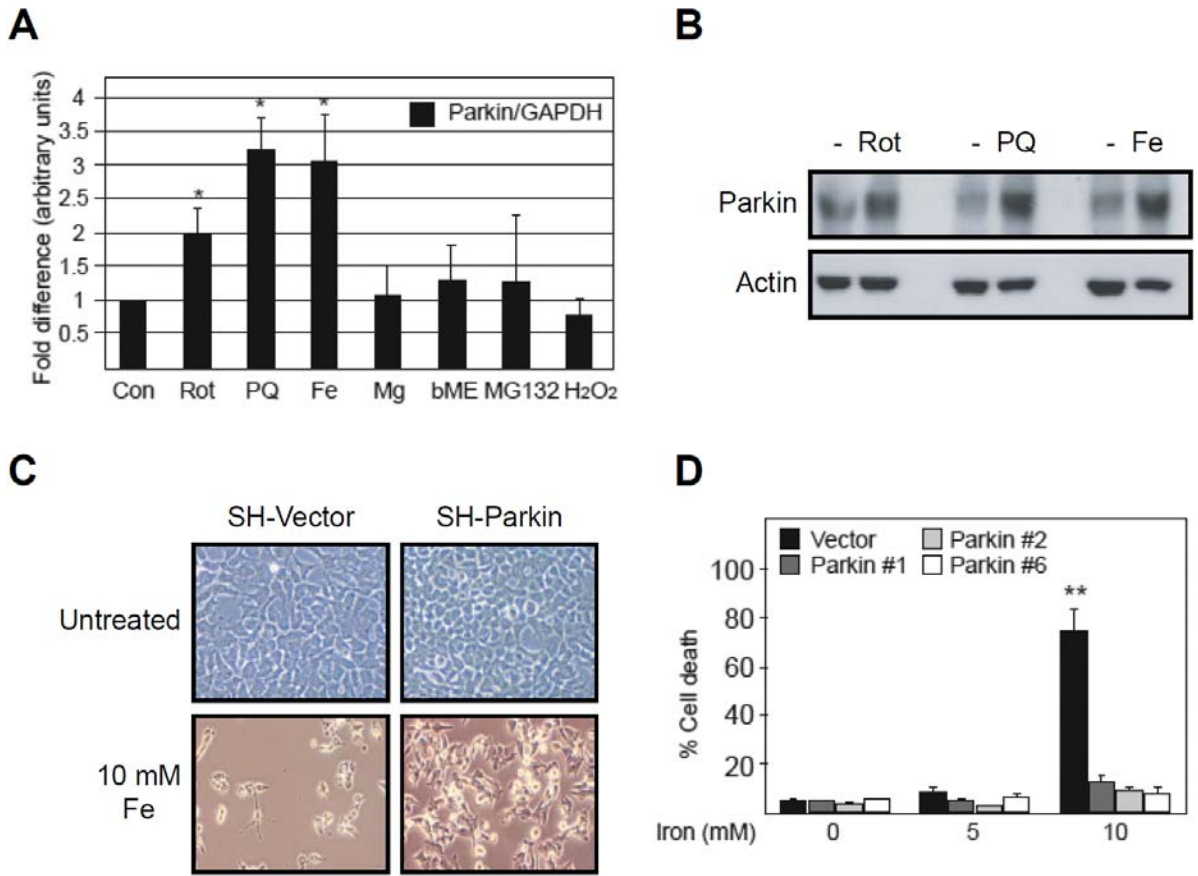 A
Fold difference (arbitrary units)
4
3.5
3
2.5
2
1.5
1
0.5
* * *
Parkin/GAPDH
Con Rot PQ Fe Mg bME MG132 H₂O₂
B
- Rot - PQ - Fe
Parkin
Actin
C
SH-Vector SH-Parkin
Untreated
10 mM
Fe
D
% Cell death
100
80
60
40
20
Vector Parkin #2
Parkin #1 Parkin #6
**
Iron (mM) 0 5 10